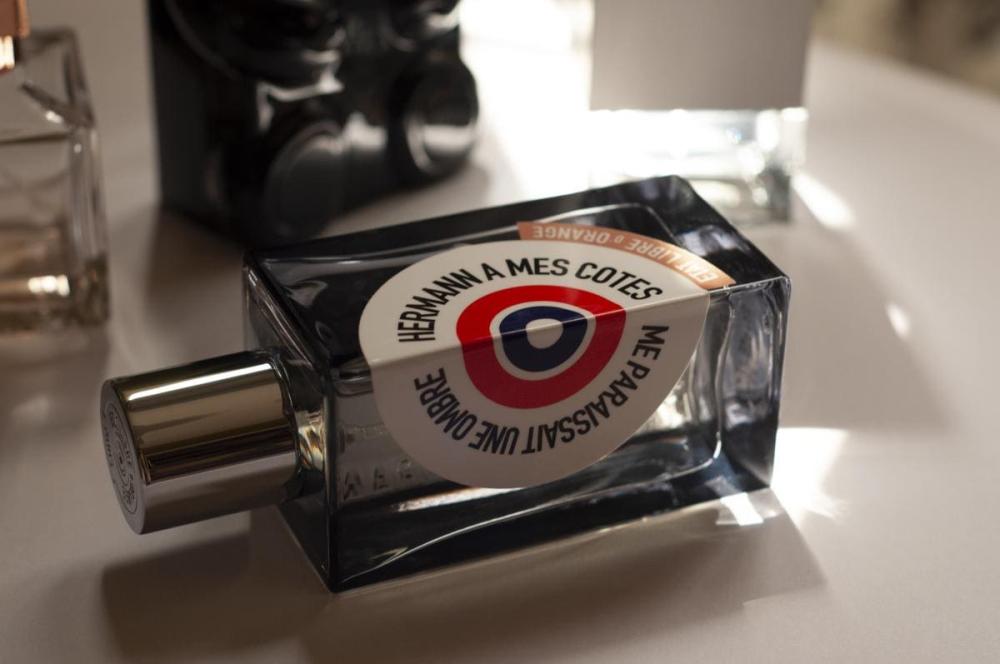 HERMANN A MES COTES
ME PARAISSAIT UNE OMBRE
ETAT LIBRE D'ORANGE